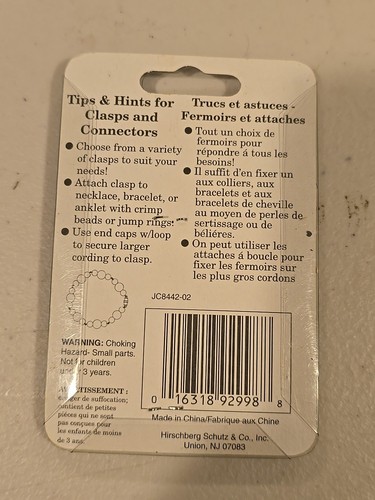 Tips & Hints for
Clasps and
Connectors
● Choose from a variety
of clasps to suit your
needs!
● Attach clasp to
necklace, bracelet, or
anklet with crimp
beads or jump rings.
● Use end caps w/loop
to secure larger
cording to clasp.
Trucs et astuces -
Fermoirs et attaches
● Tout un choix de
fermoirs pour
répondre á tous les
besoins!
● Il suffit d'en fixer un
aux colliers, aux
bracelets et aux
bracelets de cheville
au moyen de perles de
sertissage ou de
béliéres.
● On peut utiliser les
attaches á boucle pour
fixer les fermoirs sur
les plus gros cordons
JC8442-02
WARNING: Choking
Hazard- Small parts.
Not for children
under 3 years.
AVERTISSEMENT :
danger de suffocation;
contient de petites
pièces qui ne sont
pas conçues pour
les enfants de moins
de 3 ans.
0 16318 92998 8
Made in China/Fabrique aux Chine
Hirschberg Schutz & Co., Inc.
Union, NJ 07083